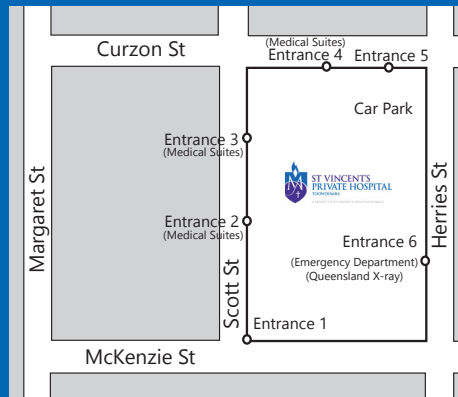 Curzon St
(Medical Suites)
Entrance 4
Entrance 5
Car Park
Entrance 3
(Medical Suites)
ST VINCENT'S
PRIVATE HOSPITAL
TOOWOOMBA
Margaret St
Herries St
Entrance 2
(Medical Suites)
Entrance 6
(Emergency Department)
(Queensland X-ray)
Scott St
Entrance 1
McKenzie St